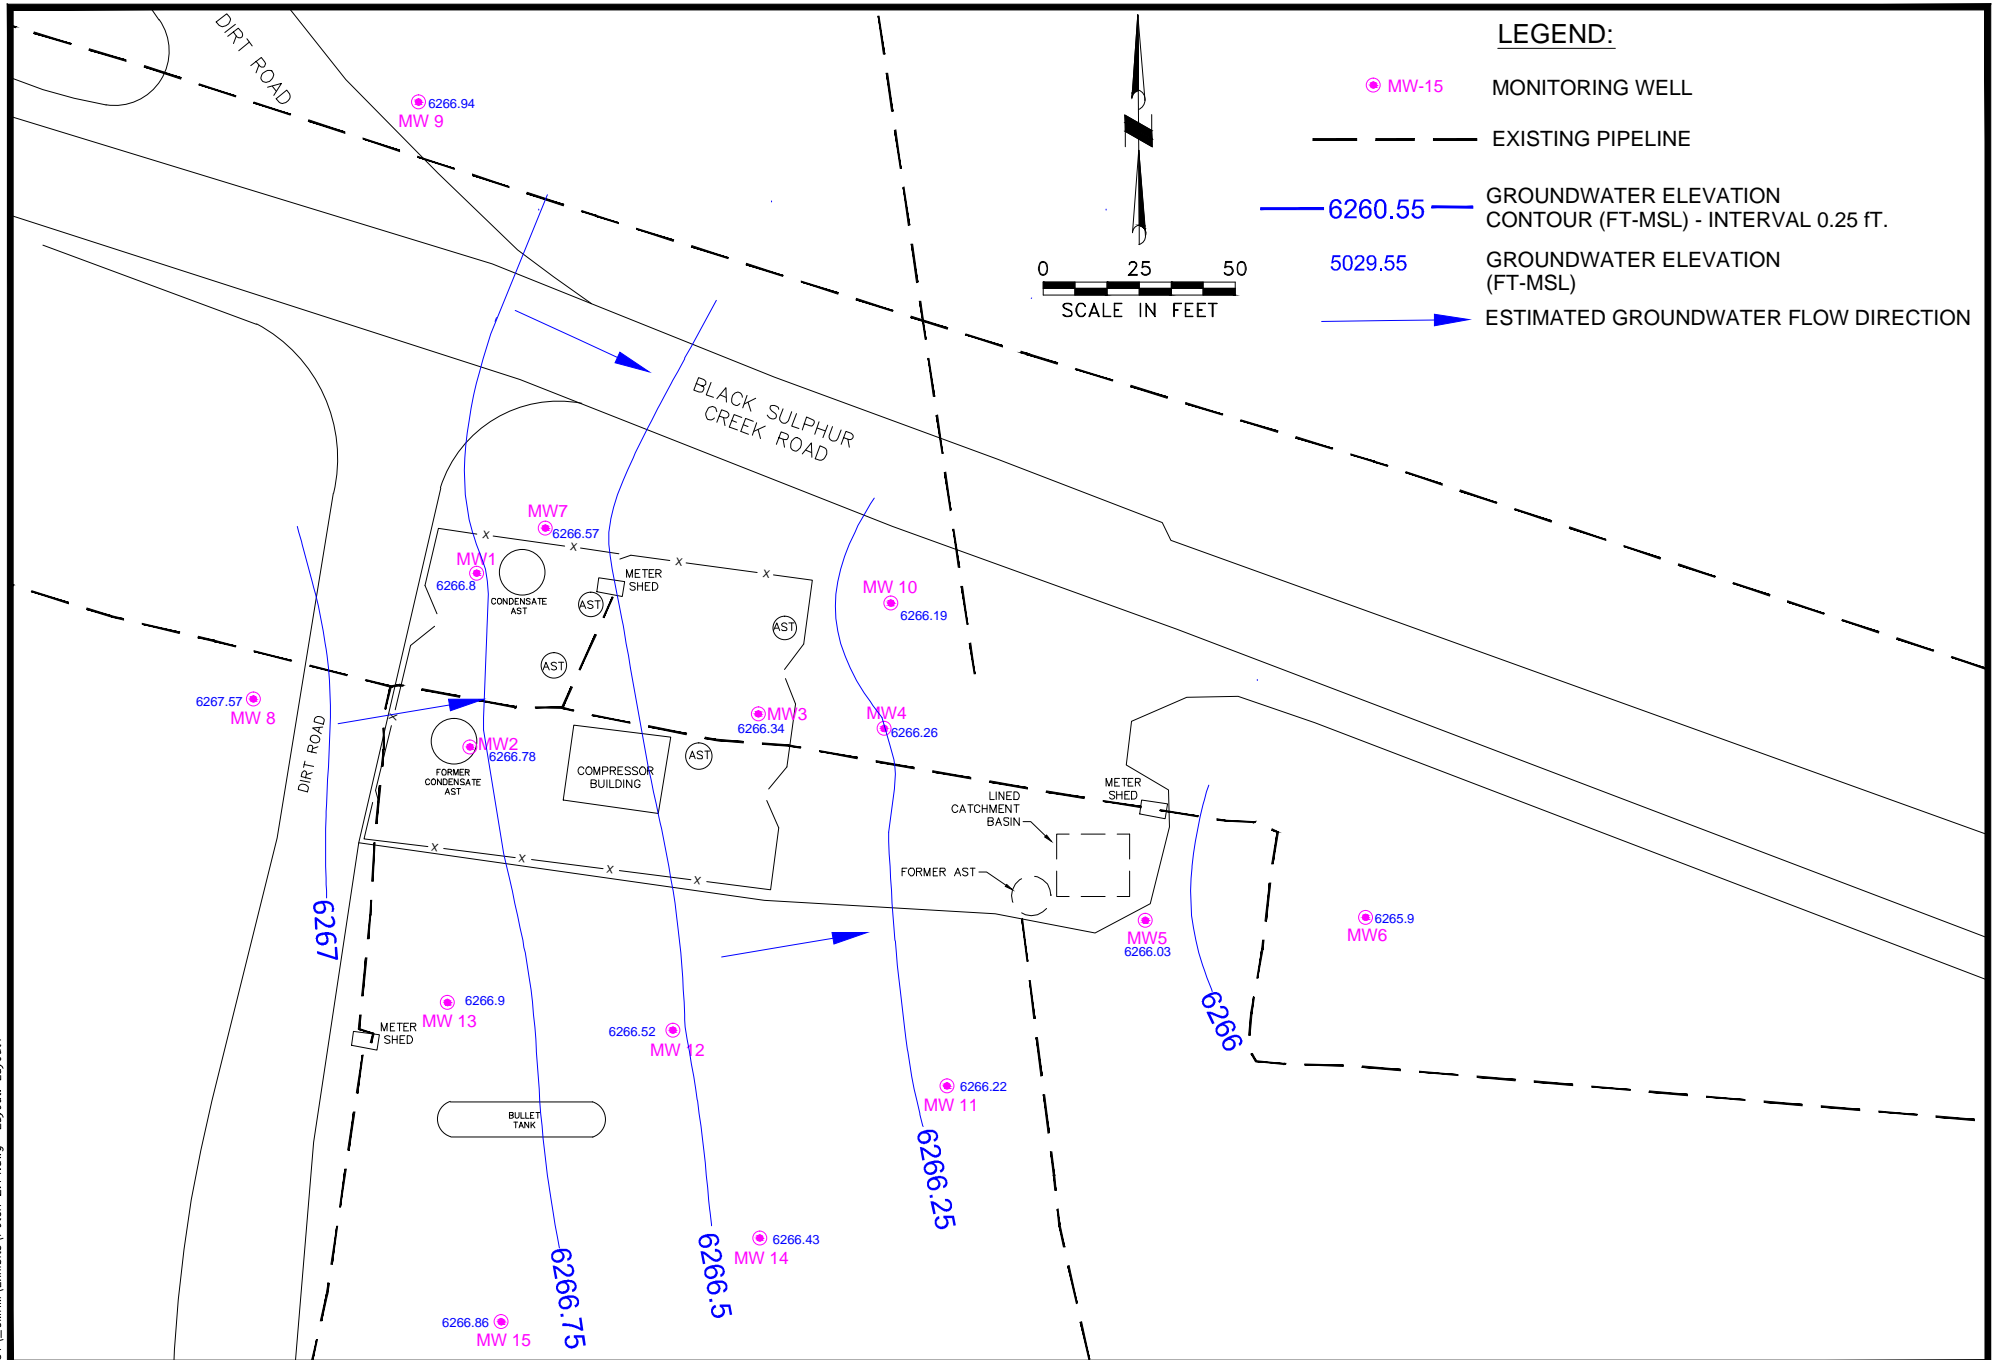 LEGEND:
MW-15 MONITORING WELL
EXISTING PIPELINE
6260.55 GROUNDWATER ELEVATION
CONTOUR (FT-MSL) - INTERVAL 0.25 fT.
5029.55 GROUNDWATER ELEVATION
(FT-MSL)
ESTIMATED GROUNDWATER FLOW DIRECTION
0 25 50
SCALE IN FEET
DIRT ROAD
6266.94
MW 9
BLACK SULPHUR
CREEK ROAD
MW7
6266.57
x
x
x
x
MW1
6266.8
CONDENSATE
AST
METER
SHED
AST
AST
AST
MW 10
6266.19
6267.57
MW 8
DIRT ROAD
x
MW2
6266.78
FORMER
CONDENSATE
AST
COMPRESSOR
BUILDING
AST
MW3
6266.34
MW4
6266.26
METER
SHED
LINED
CATCHMENT
BASIN
FORMER AST
x
x
x
x
6267
MW5
6266.03
6265.9
MW6
6266
6266.9
MW 13
METER
SHED
6266.52
MW 12
6266.22
MW 11
BULLET
TANK
6266.25
6266.43
MW 14
6266.5
6266.75
6266.86
MW 15